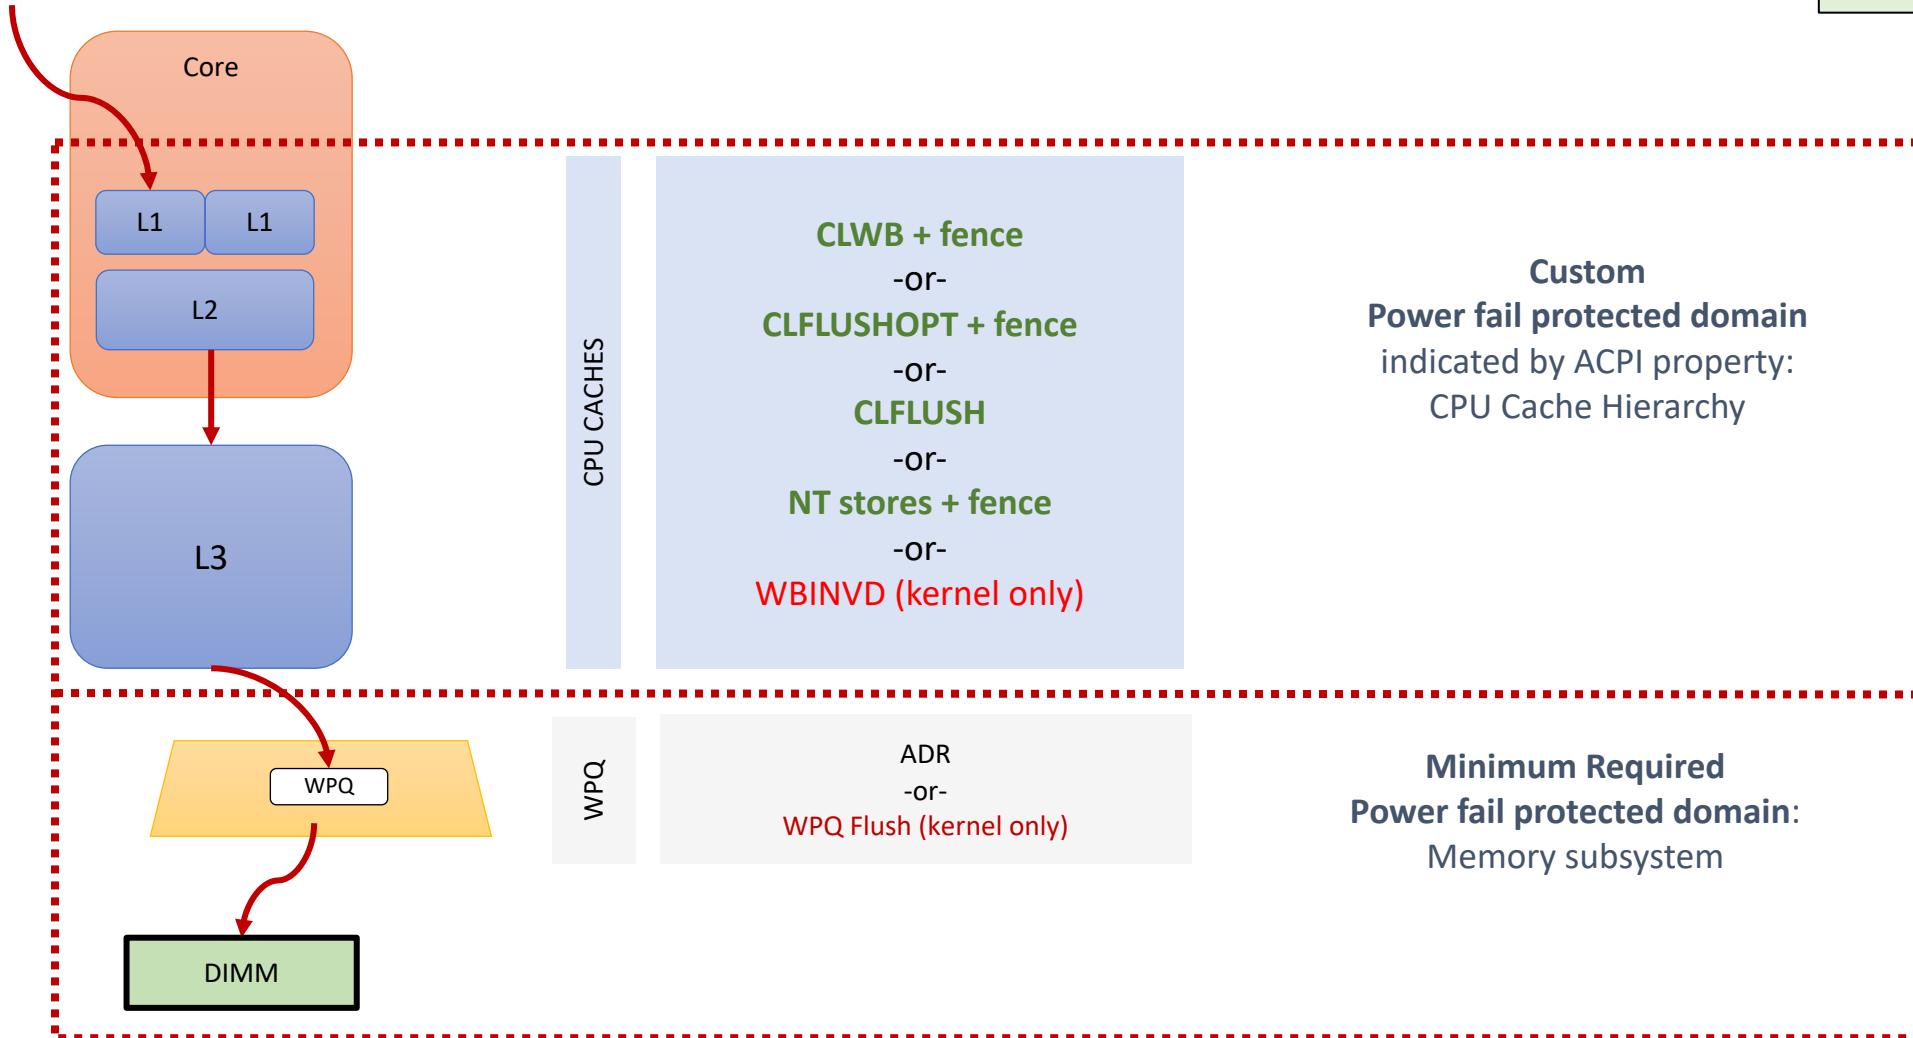 Core
L1
L1
L2
L3
CPU CACHES
CLWB + fence
-or-
CLFLUSHOPT + fence
-or-
CLFLUSH
-or-
NT stores + fence
-or-
WBINVD (kernel only)
Custom
Power fail protected domain
indicated by ACPI property:
CPU Cache Hierarchy
WPQ
WPQ
ADR
-or-
WPQ Flush (kernel only)
Minimum Required
Power fail protected domain:
Memory subsystem
DIMM